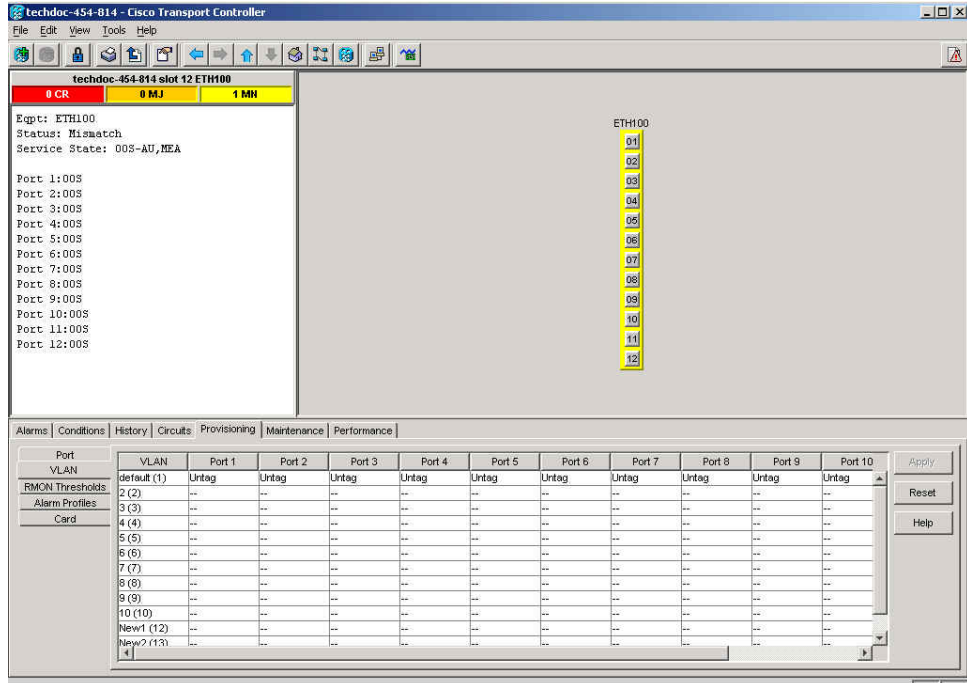 techdoc-454-814 - Cisco Transport Controller
File Edit View Tools Help
techdoc-454-814 slot 12 ETH100
0 CR 0 MJ 1 MN
Eqpt: ETH100
Status: Mismatch
Service State: OOS-AU,MEA
Port 1:OOS
Port 2:OOS
Port 3:OOS
Port 4:OOS
Port 5:OOS
Port 6:OOS
Port 7:OOS
Port 8:OOS
Port 9:OOS
Port 10:OOS
Port 11:OOS
Port 12:OOS
ETH100
01
02
03
04
05
06
07
08
09
10
11
12
Alarms Conditions History Circuits Provisioning Maintenance Performance
Port
VLAN
RMON Thresholds
Alarm Profiles
Card
VLAN Port 1 Port 2 Port 3 Port 4 Port 5 Port 6 Port 7 Port 8 Port 9 Port 10
default (1) Untag Untag Untag Untag Untag Untag Untag Untag Untag Untag
2 (2) -- -- -- -- -- -- -- -- -- --
3 (3) -- -- -- -- -- -- -- -- -- --
4 (4) -- -- -- -- -- -- -- -- -- --
5 (5) -- -- -- -- -- -- -- -- -- --
6 (6) -- -- -- -- -- -- -- -- -- --
7 (7) -- -- -- -- -- -- -- -- -- --
8 (8) -- -- -- -- -- -- -- -- -- --
9 (9) -- -- -- -- -- -- -- -- -- --
10 (10) -- -- -- -- -- -- -- -- -- --
New1 (12) -- -- -- -- -- -- -- -- -- --
New2 (13) -- -- -- -- -- -- -- -- -- --
Apply
Reset
Help